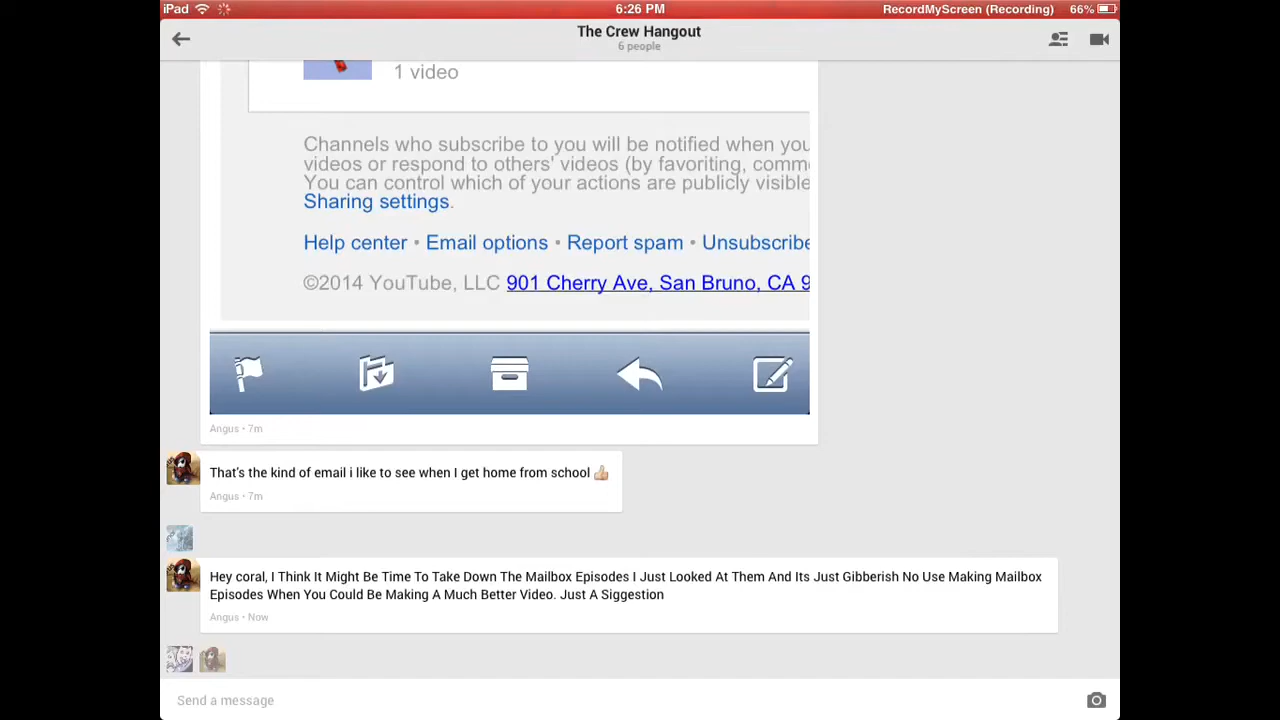 iPad 6:26 PM RecordMyScreen (Recording) 66%
The Crew Hangout
6 people
1 video
Channels who subscribe to you will be notified when you
videos or respond to others' videos (by favoriting, comm
You can control which of your actions are publicly visible
Sharing settings.
Help center • Email options • Report spam • Unsubscribe
©2014 YouTube, LLC 901 Cherry Ave, San Bruno, CA 9
Angus • 7m
That's the kind of email i like to see when I get home from school 👍
Angus • 7m
Hey coral, I Think It Might Be Time To Take Down The Mailbox Episodes I Just Looked At Them And Its Just Gibberish No Use Making Mailbox
Episodes When You Could Be Making A Much Better Video. Just A Siggestion
Angus • Now
Send a message